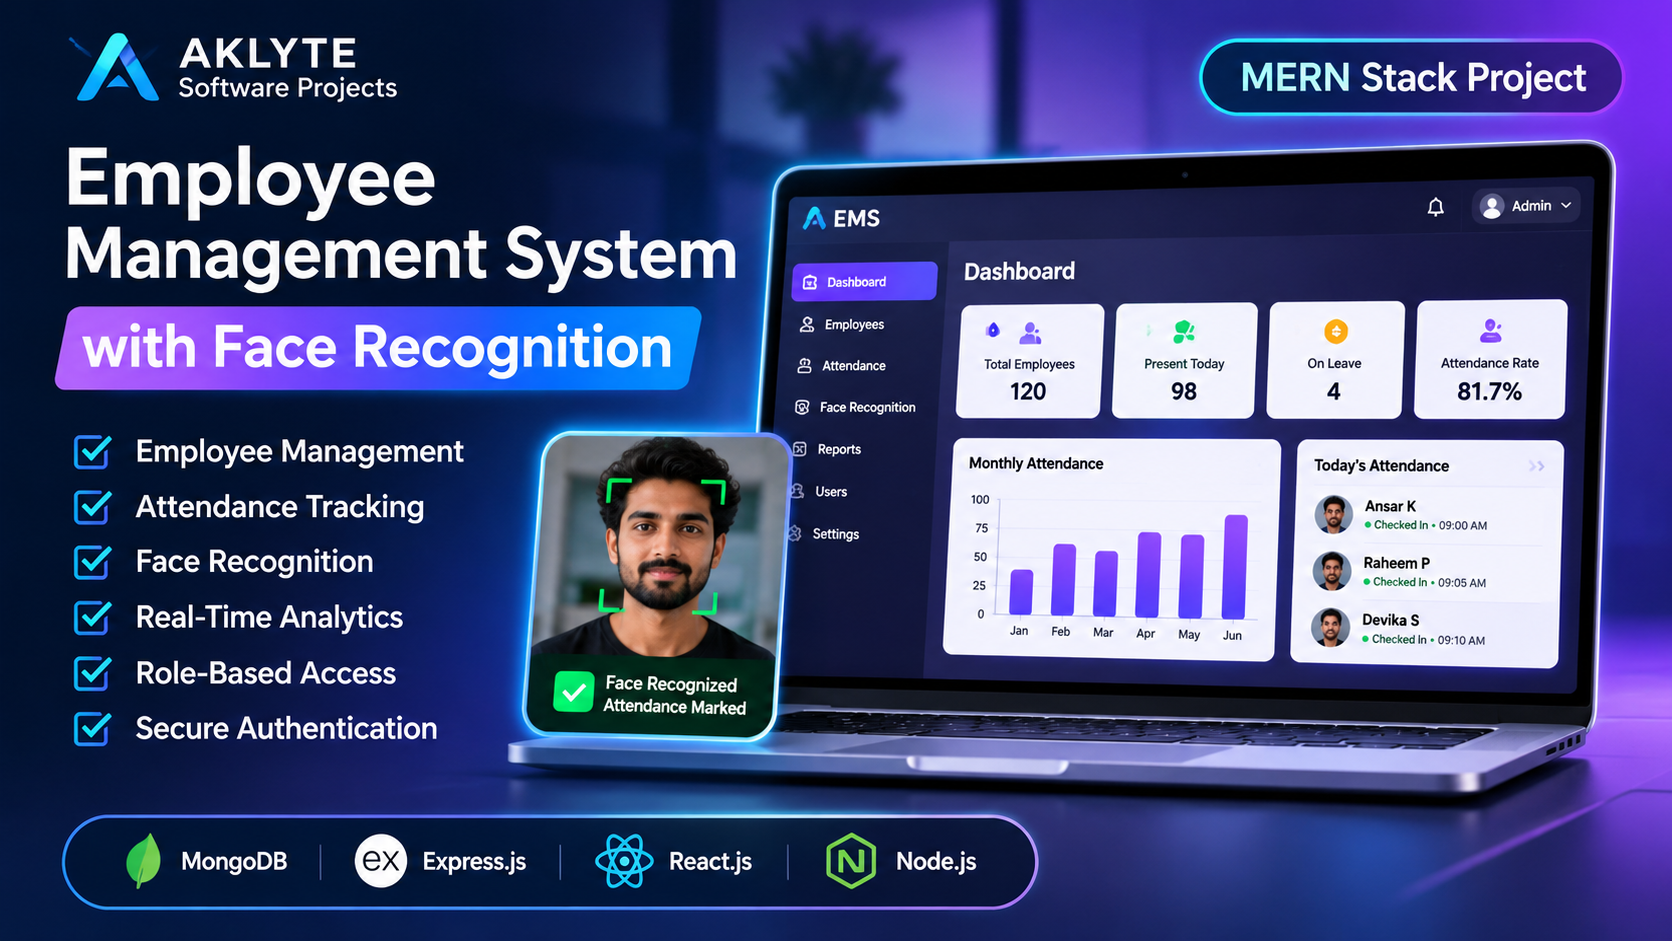 AKLYTE
Software Projects
MERN Stack Project
Employee
Management System
with Face Recognition
Employee Management
Attendance Tracking
Face Recognition
Real-Time Analytics
Role-Based Access
Secure Authentication
Face Recognized
Attendance Marked
EMS
Admin
Dashboard
Employees
Attendance
Face Recognition
Reports
Users
Settings
Dashboard
Total Employees
120
Present Today
98
On Leave
4
Attendance Rate
81.7%
Monthly Attendance
100
75
50
25
0
Jan Feb Mar Apr May Jun
Today's Attendance
Ansar K
Checked In • 09:00 AM
Raheem P
Checked In • 09:05 AM
Devika S
Checked In • 09:10 AM
MongoDB
ex Express.js
React.js
N Node.js